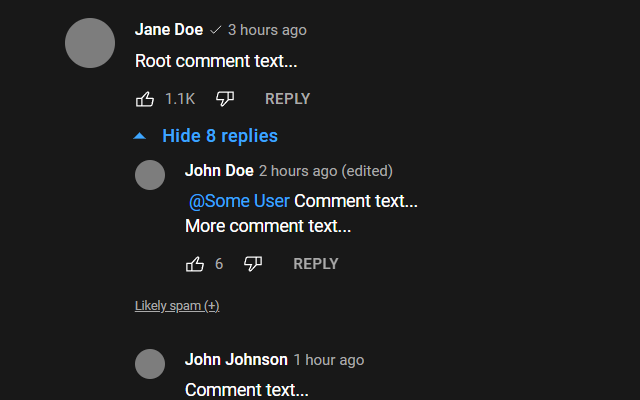 Jane Doe ✓ 3 hours ago
Root comment text...
1.1K REPLY
Hide 8 replies
John Doe 2 hours ago (edited)
@Some User Comment text...
More comment text...
6 REPLY
Likely spam (+)
John Johnson 1 hour ago
Comment text...